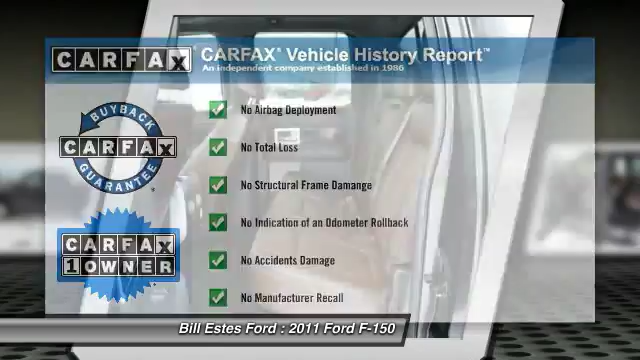 CARFAX® CARFAX® Vehicle History Report™
An independent company established in 1986
BUYBACK
CARFAX
GUARANTEE®
CARFAX
1 OWNER®
No Airbag Deployment
No Total Loss
No Structural Frame Damange
No Indication of an Odometer Rollback
No Accidents Damage
No Manufacturer Recall
Bill Estes Ford : 2011 Ford F-150